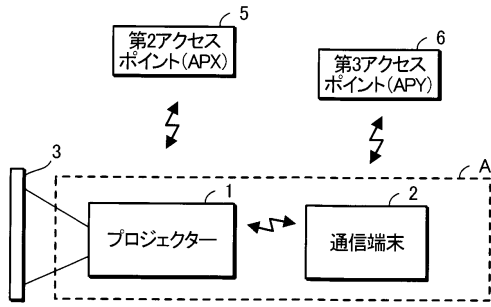 5
第2アクセス
ポイント(APX)
6
第3アクセス
ポイント(APY)
3
A
1
プロジェクター
2
通信端末